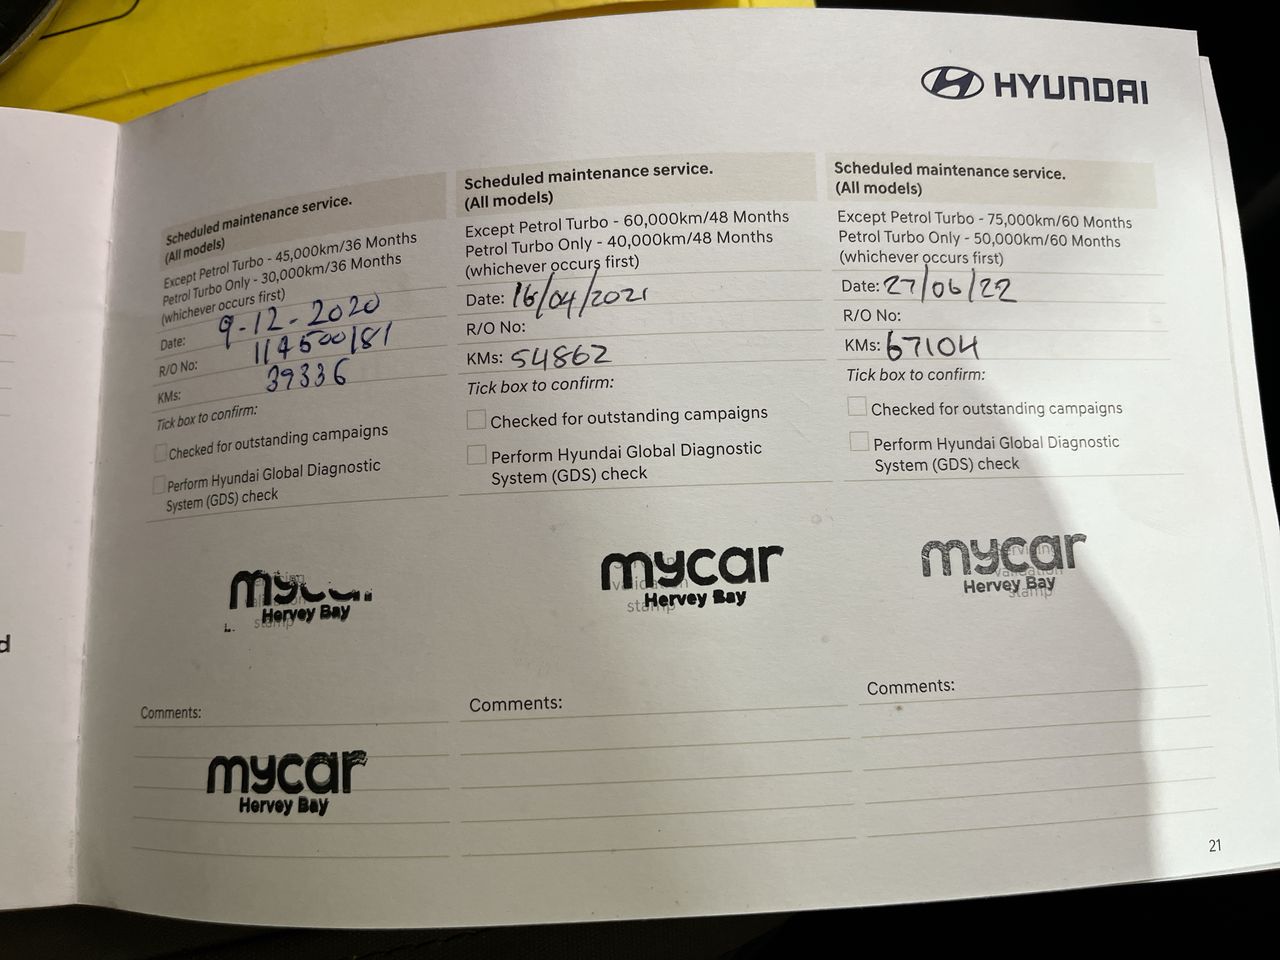 HYUNDAI
Scheduled maintenance service.
(All models)
Except Petrol Turbo - 45,000km/36 Months
Petrol Turbo Only - 30,000km/36 Months
(whichever occurs first)
Date: 9-12-2020
R/O No: 114500181
KMs: 39336
Tick box to confirm:
Checked for outstanding campaigns
Perform Hyundai Global Diagnostic
System (GDS) check
Hervey Bay
stamp
Comments:
mycar
Hervey Bay
Scheduled maintenance service.
(All models)
Except Petrol Turbo - 60,000km/48 Months
Petrol Turbo Only - 40,000km/48 Months
(whichever occurs first)
Date: 16/04/2021
R/O No:
KMs: 54862
Tick box to confirm:
Checked for outstanding campaigns
Perform Hyundai Global Diagnostic
System (GDS) check
mycar
Hervey Bay
stamp
Comments:
Scheduled maintenance service.
(All models)
Except Petrol Turbo - 75,000km/60 Months
Petrol Turbo Only - 50,000km/60 Months
(whichever occurs first)
Date: 27/06/22
R/O No:
KMs: 67104
Tick box to confirm:
Checked for outstanding campaigns
Perform Hyundai Global Diagnostic
System (GDS) check
mycar
servicing
validation
Hervey Bay
stamp
Comments:
21
d